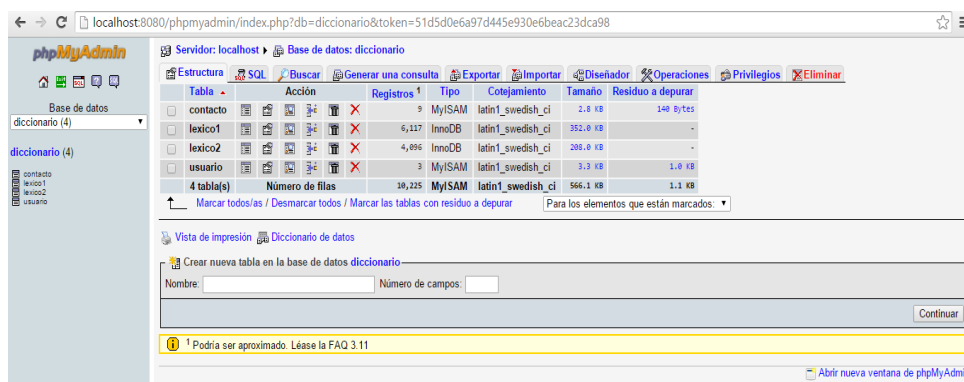 localhost:8080/phpmyadmin/index.php?db=diccionario&token=51d5d0e6a97d445e930e6beac23dca98
phpMyAdmin
SQL
Base de datos
diccionario (4)
diccionario (4)
contacto
lexico1
lexico2
usuario
Servidor: localhost Base de datos: diccionario
Estructura SQL Buscar Generar una consulta Exportar Importar Diseñador Operaciones Privilegios Eliminar
Tabla Acción Registros 1 Tipo Cotejamiento Tamaño Residuo a depurar
contacto 9 MyISAM latin1_swedish_ci 2.8 KB 140 Bytes
lexico1 6,117 InnoDB latin1_swedish_ci 352.0 KB -
lexico2 4,096 InnoDB latin1_swedish_ci 208.0 KB -
usuario 3 MyISAM latin1_swedish_ci 3.3 KB 1.0 KB
4 tabla(s) Número de filas 10,225 MyISAM latin1_swedish_ci 566.1 KB 1.1 KB
Marcar todos/as / Desmarcar todos / Marcar las tablas con residuo a depurar Para los elementos que están marcados:
Vista de impresión Diccionario de datos
Crear nueva tabla en la base de datos diccionario
Nombre: Número de campos:
Continuar
1 Podría ser aproximado. Léase la FAQ 3.11
Abrir nueva ventana de phpMyAdmi